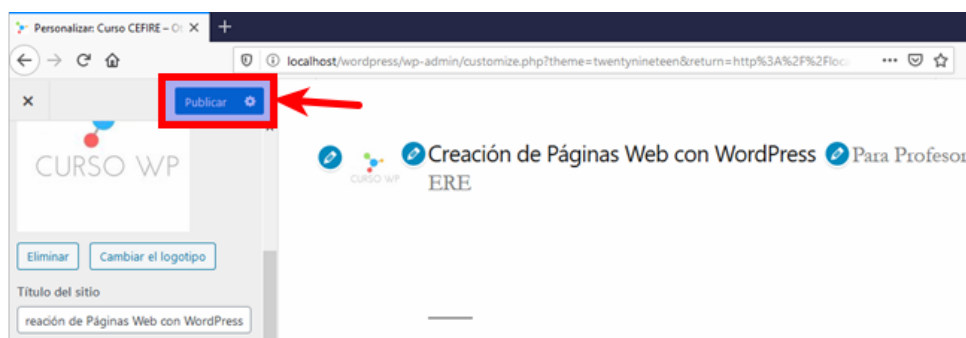 Personalizar: Curso CEFIRE – Ot
localhost/wordpress/wp-admin/customize.php?theme=twentynineteen&return=http%3A%2F%2Floc
Publicar
CURSO WP
Eliminar
Cambiar el logotipo
Título del sitio
reación de Páginas Web con WordPress
CURSO WP
Creación de Páginas Web con WordPress
Para Profesor
ERE